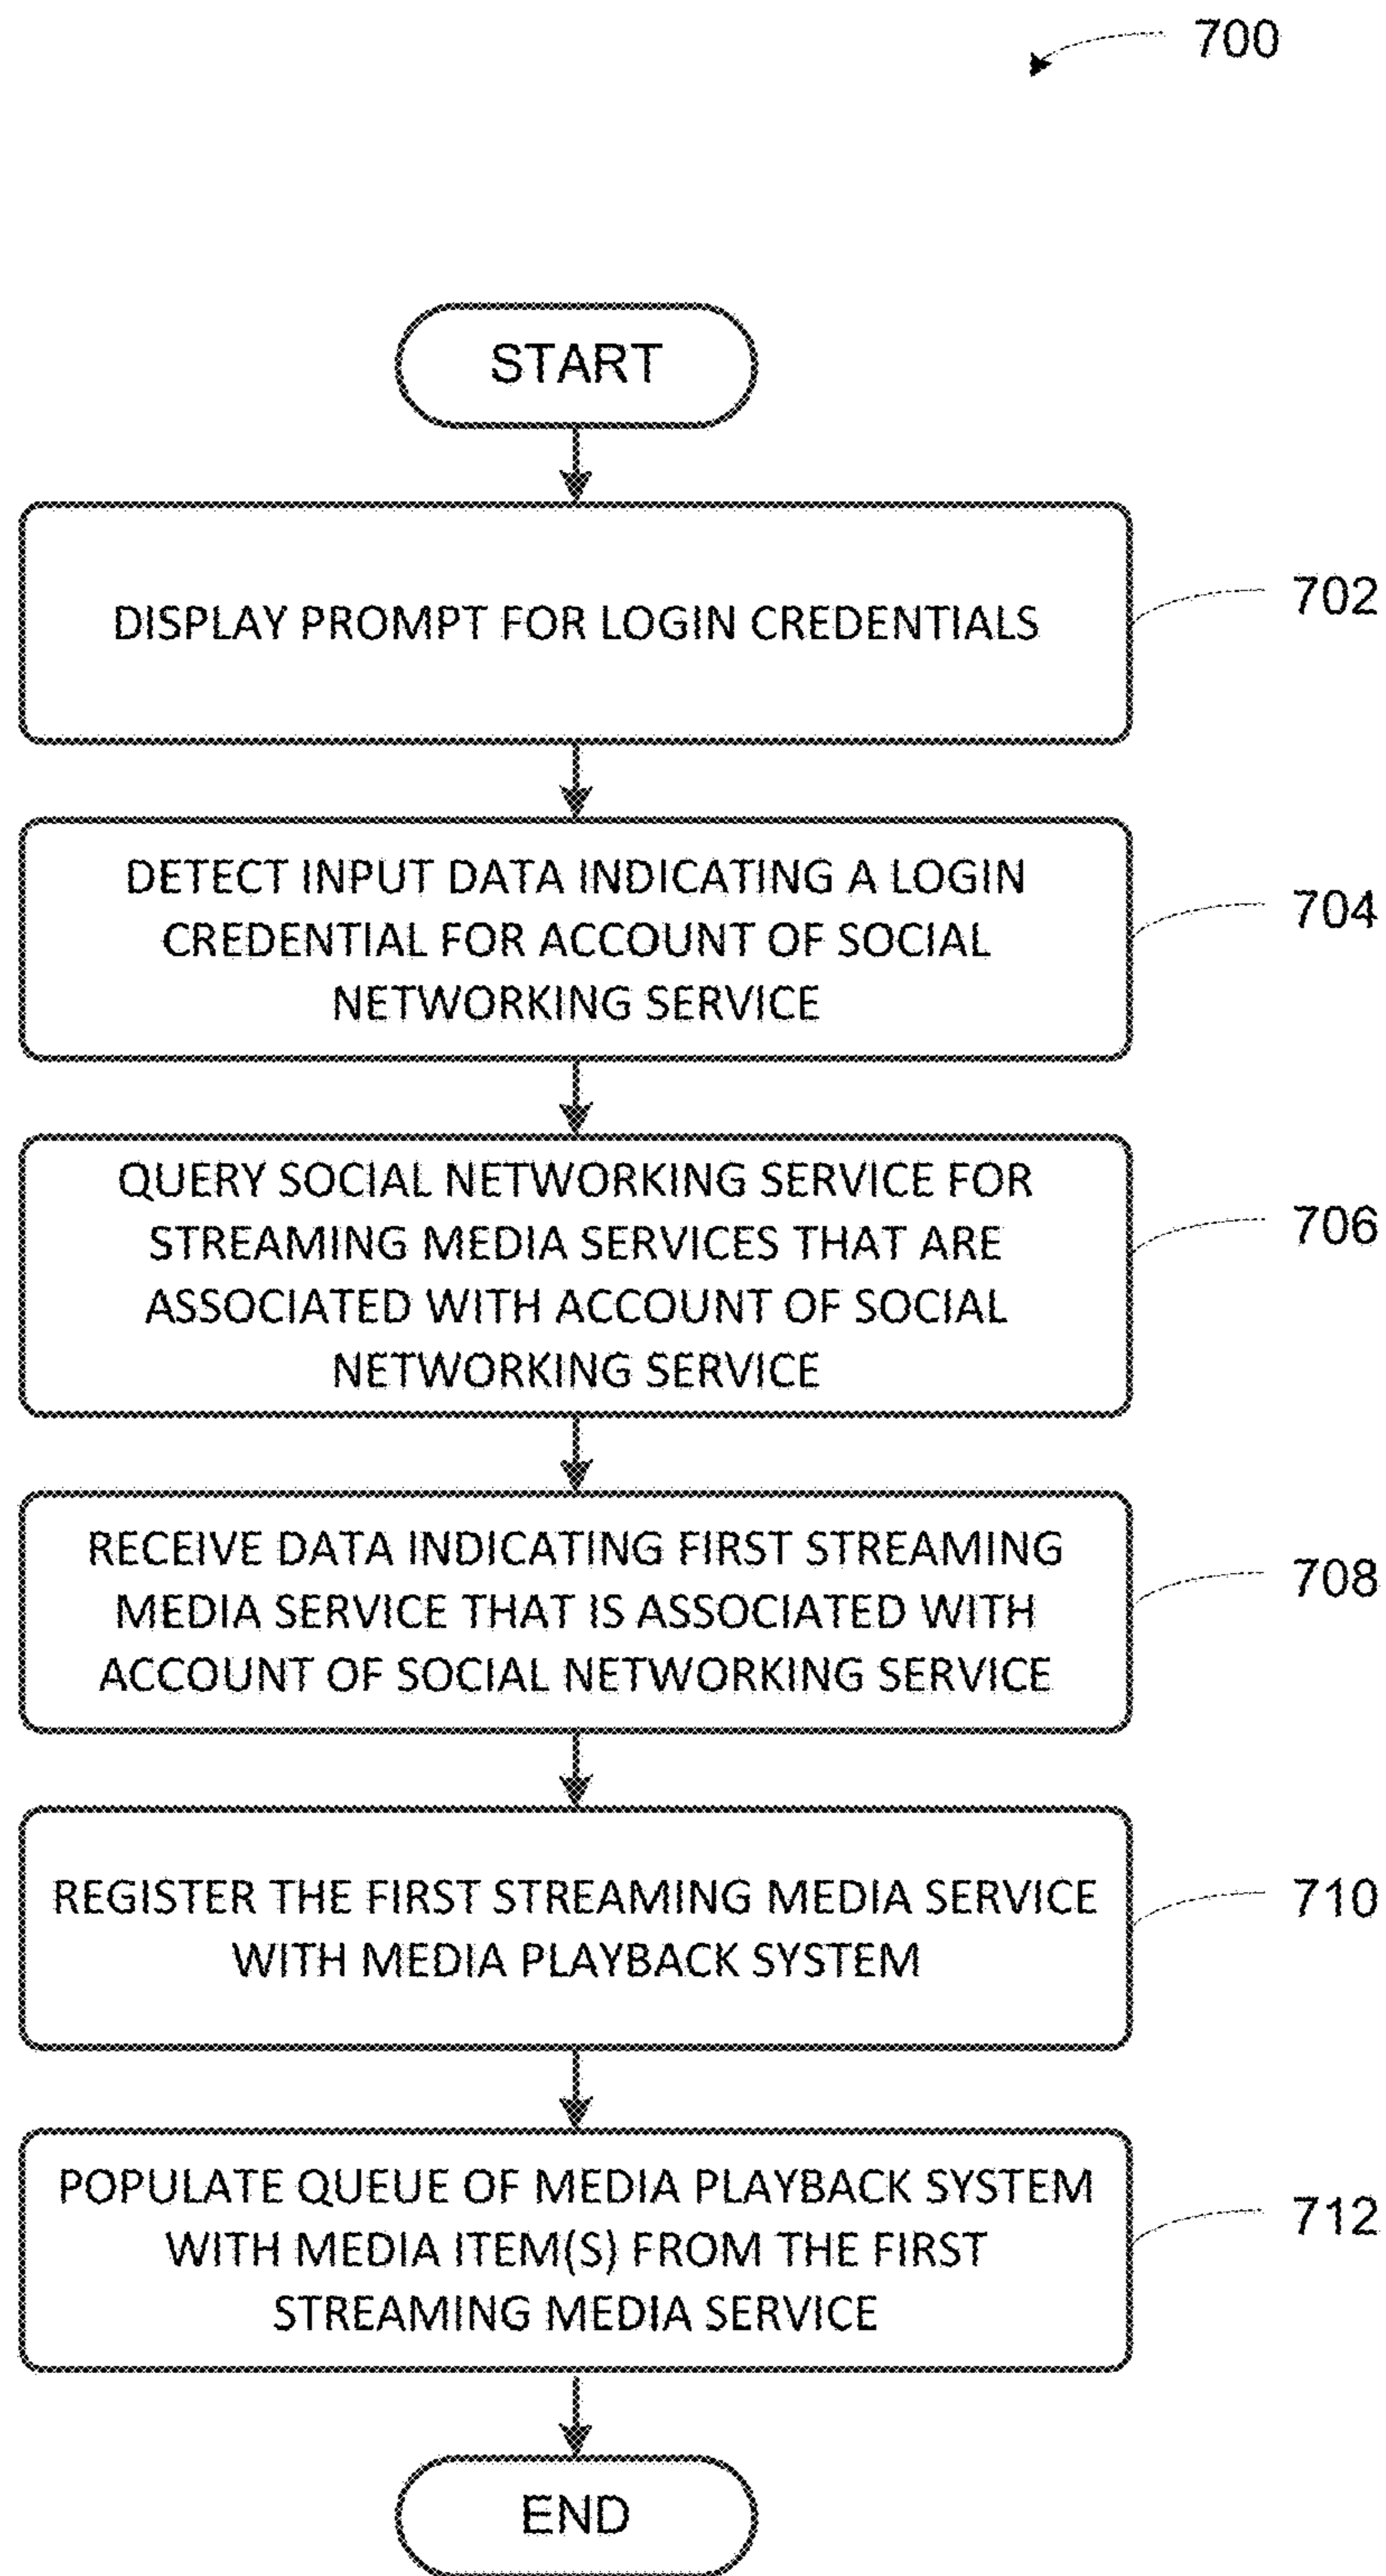 700
START
DISPLAY PROMPT FOR LOGIN CREDENTIALS
702
DETECT INPUT DATA INDICATING A LOGIN
CREDENTIAL FOR ACCOUNT OF SOCIAL
NETWORKING SERVICE
704
QUERY SOCIAL NETWORKING SERVICE FOR
STREAMING MEDIA SERVICES THAT ARE
ASSOCIATED WITH ACCOUNT OF SOCIAL
NETWORKING SERVICE
706
RECEIVE DATA INDICATING FIRST STREAMING
MEDIA SERVICE THAT IS ASSOCIATED WITH
ACCOUNT OF SOCIAL NETWORKING SERVICE
708
REGISTER THE FIRST STREAMING MEDIA SERVICE
WITH MEDIA PLAYBACK SYSTEM
710
POPULATE QUEUE OF MEDIA PLAYBACK SYSTEM
WITH MEDIA ITEM(S) FROM THE FIRST
STREAMING MEDIA SERVICE
712
END